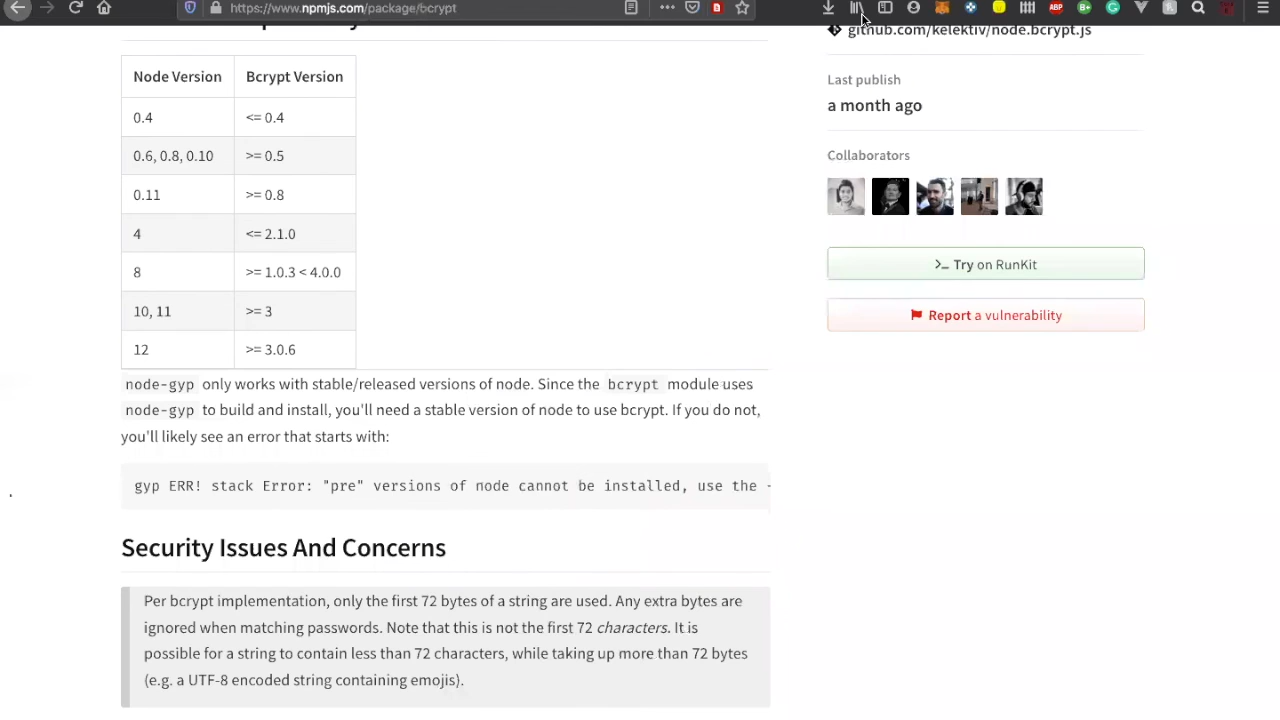 https://www.npmjs.com/package/bcrypt
ABP
B+
Node Version Bcrypt Version
0.4 <= 0.4
0.6, 0.8, 0.10 >= 0.5
0.11 >= 0.8
4 <= 2.1.0
8 >= 1.0.3 < 4.0.0
10, 11 >= 3
12 >= 3.0.6
node-gyp only works with stable/released versions of node. Since the bcrypt module uses
node-gyp to build and install, you'll need a stable version of node to use bcrypt. If you do not,
you'll likely see an error that starts with:
gyp ERR! stack Error: "pre" versions of node cannot be installed, use the -
Security Issues And Concerns
Per bcrypt implementation, only the first 72 bytes of a string are used. Any extra bytes are
ignored when matching passwords. Note that this is not the first 72 characters. It is
possible for a string to contain less than 72 characters, while taking up more than 72 bytes
(e.g. a UTF-8 encoded string containing emojis).
github.com/kelektiv/node.bcrypt.js
Last publish
a month ago
Collaborators
>_ Try on RunKit
Report a vulnerability